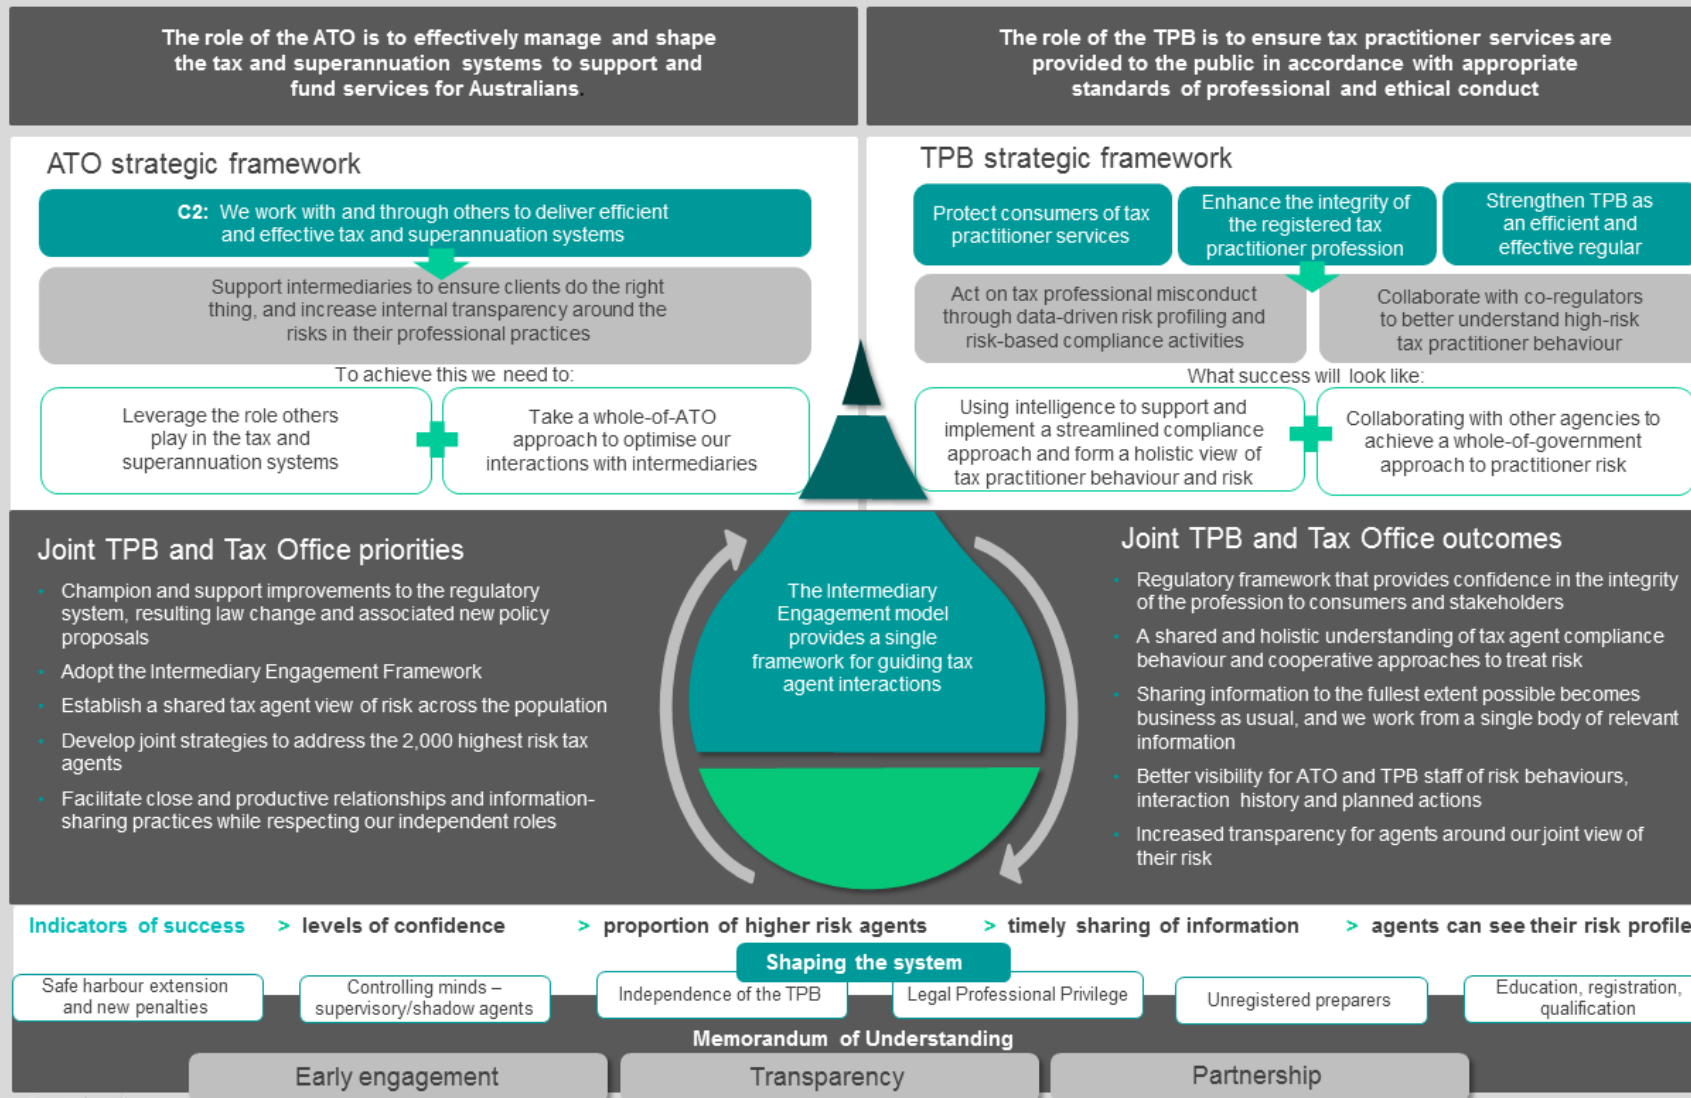 The role of the ATO is to effectively manage and shape
the tax and superannuation systems to support and
fund services for Australians.
The role of the TPB is to ensure tax practitioner services are
provided to the public in accordance with appropriate
standards of professional and ethical conduct
ATO strategic framework
C2: We work with and through others to deliver efficient
and effective tax and superannuation systems
Support intermediaries to ensure clients do the right
thing, and increase internal transparency around the
risks in their professional practices
To achieve this we need to:
Leverage the role others
play in the tax and
superannuation systems
Take a whole-of-ATO
approach to optimise our
interactions with intermediaries
TPB strategic framework
Protect consumers of tax
practitioner services
Enhance the integrity of
the registered tax
practitioner profession
Strengthen TPB as
an efficient and
effective regular
Act on tax professional misconduct
through data-driven risk profiling and
risk-based compliance activities
Collaborate with co-regulators
to better understand high-risk
tax practitioner behaviour
What success will look like:
Using intelligence to support and
implement a streamlined compliance
approach and form a holistic view of
tax practitioner behaviour and risk
Collaborating with other agencies to
achieve a whole-of-government
approach to practitioner risk
Joint TPB and Tax Office priorities
• Champion and support improvements to the regulatory
system, resulting law change and associated new policy
proposals
• Adopt the Intermediary Engagement Framework
• Establish a shared tax agent view of risk across the population
• Develop joint strategies to address the 2,000 highest risk tax
agents
• Facilitate close and productive relationships and information-
sharing practices while respecting our independent roles
The Intermediary
Engagement model
provides a single
framework for guiding tax
agent interactions
Joint TPB and Tax Office outcomes
• Regulatory framework that provides confidence in the integrity
of the profession to consumers and stakeholders
• A shared and holistic understanding of tax agent compliance
behaviour and cooperative approaches to treat risk
• Sharing information to the fullest extent possible becomes
business as usual, and we work from a single body of relevant
information
• Better visibility for ATO and TPB staff of risk behaviours,
interaction history and planned actions
• Increased transparency for agents around our joint view of
their risk
Indicators of success > levels of confidence > proportion of higher risk agents > timely sharing of information > agents can see their risk profile
Shaping the system
Safe harbour extension
and new penalties
Controlling minds –
supervisory/shadow agents
Independence of the TPB
Legal Professional Privilege
Unregistered preparers
Education, registration,
qualification
Memorandum of Understanding
Early engagement
Transparency
Partnership